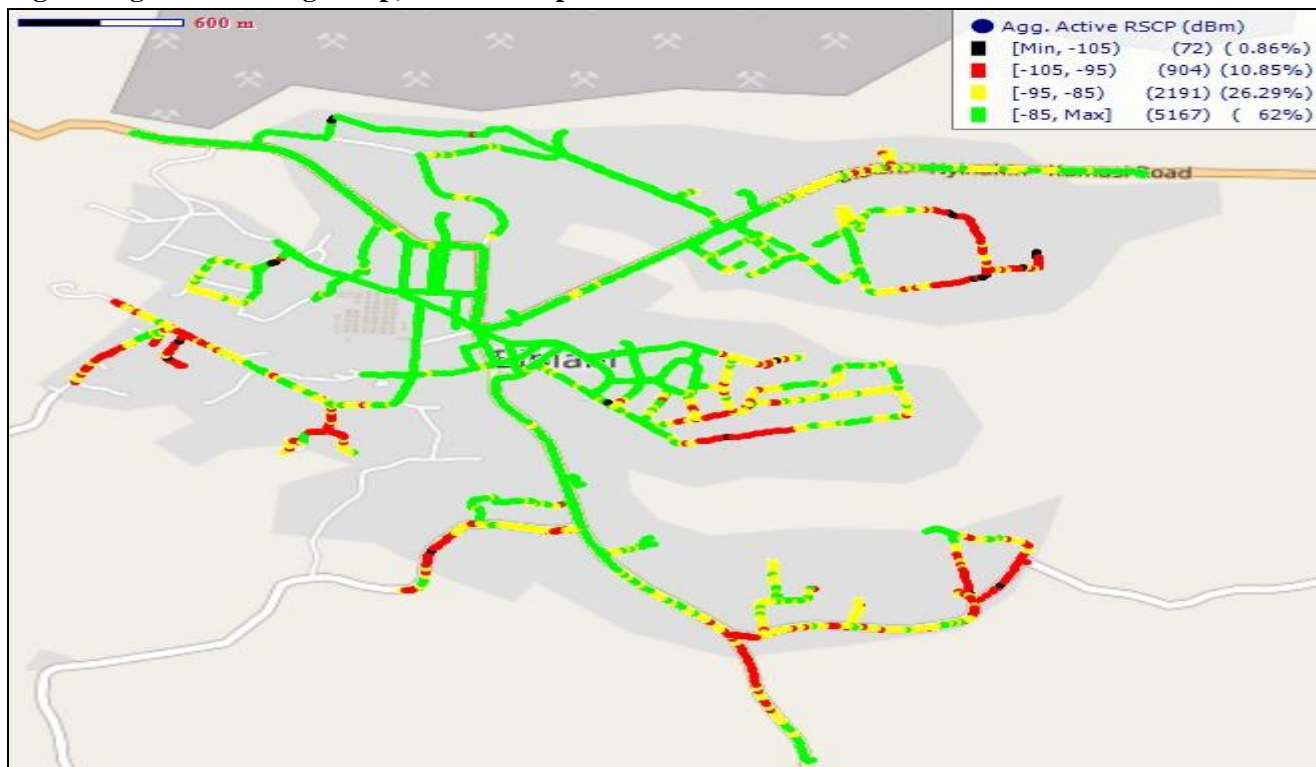 600 m
Agg. Active RSCP (dBm)
[Min, -105) (72) ( 0.86%)
[-105, -95) (904) (10.85%)
[-95, -85) (2191) (26.29%)
[-85, Max] (5167) ( 62%)
Road